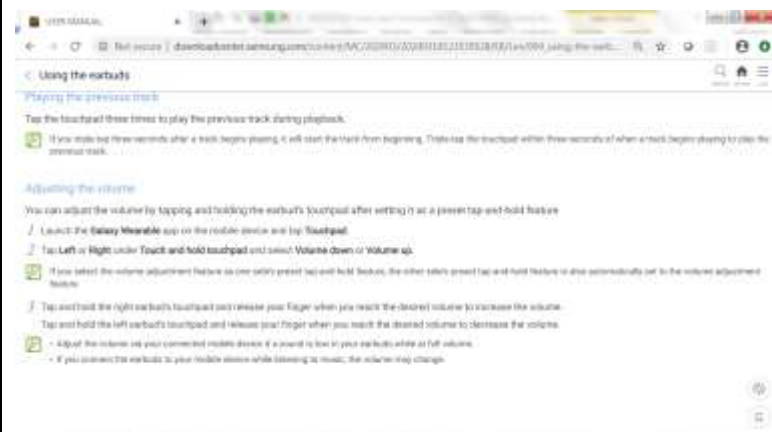 USER MANUAL
Not secure | downloadcenter.samsung.com/content/MC/
Using the earbuds
Playing the previous track
Tap the touchpad three times to play the previous track during playback.
If you triple-tap three seconds after a track begins playing, it will start the track from beginning. Triple-tap the touchpad within three seconds of when a track begins playing to play the
previous track.
Adjusting the volume
You can adjust the volume by tapping and holding the earbud's touchpad after setting it as a preset tap-and-hold feature
1 Launch the Galaxy Wearable app on the mobile device and tap Touchpad.
2 Tap Left or Right under Touch and hold touchpad and select Volume down or Volume up.
If you select the volume adjustment feature as one side's preset tap and hold feature, the other side's preset tap and hold feature is also automatically set to the volume adjustment
feature.
3 Tap and hold the right earbud's touchpad and release your finger when you reach the desired volume to increase the volume.
Tap and hold the left earbud's touchpad and release your finger when you reach the desired volume to decrease the volume.
• Adjust the volume via your connected mobile device if a sound is low in your earbuds while at full volume.
• If you connect the earbuds to your mobile device while listening to music, the volume may change.